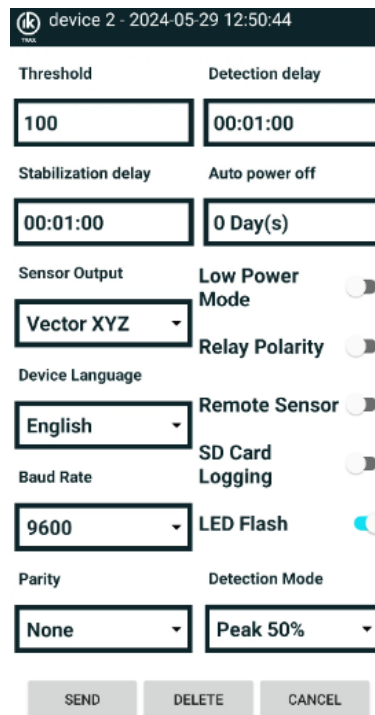 ik device 2 - 2024-05-29 12:50:44
TRAX
Threshold Detection delay
100 00:01:00
Stabilization delay Auto power off
00:01:00 0 Day(s)
Sensor Output
Low Power
Mode
Vector XYZ
Relay Polarity
Device Language
Remote Sensor
English
SD Card
Logging
Baud Rate
9600 LED Flash
Parity Detection Mode
None Peak 50%
SEND DELETE CANCEL